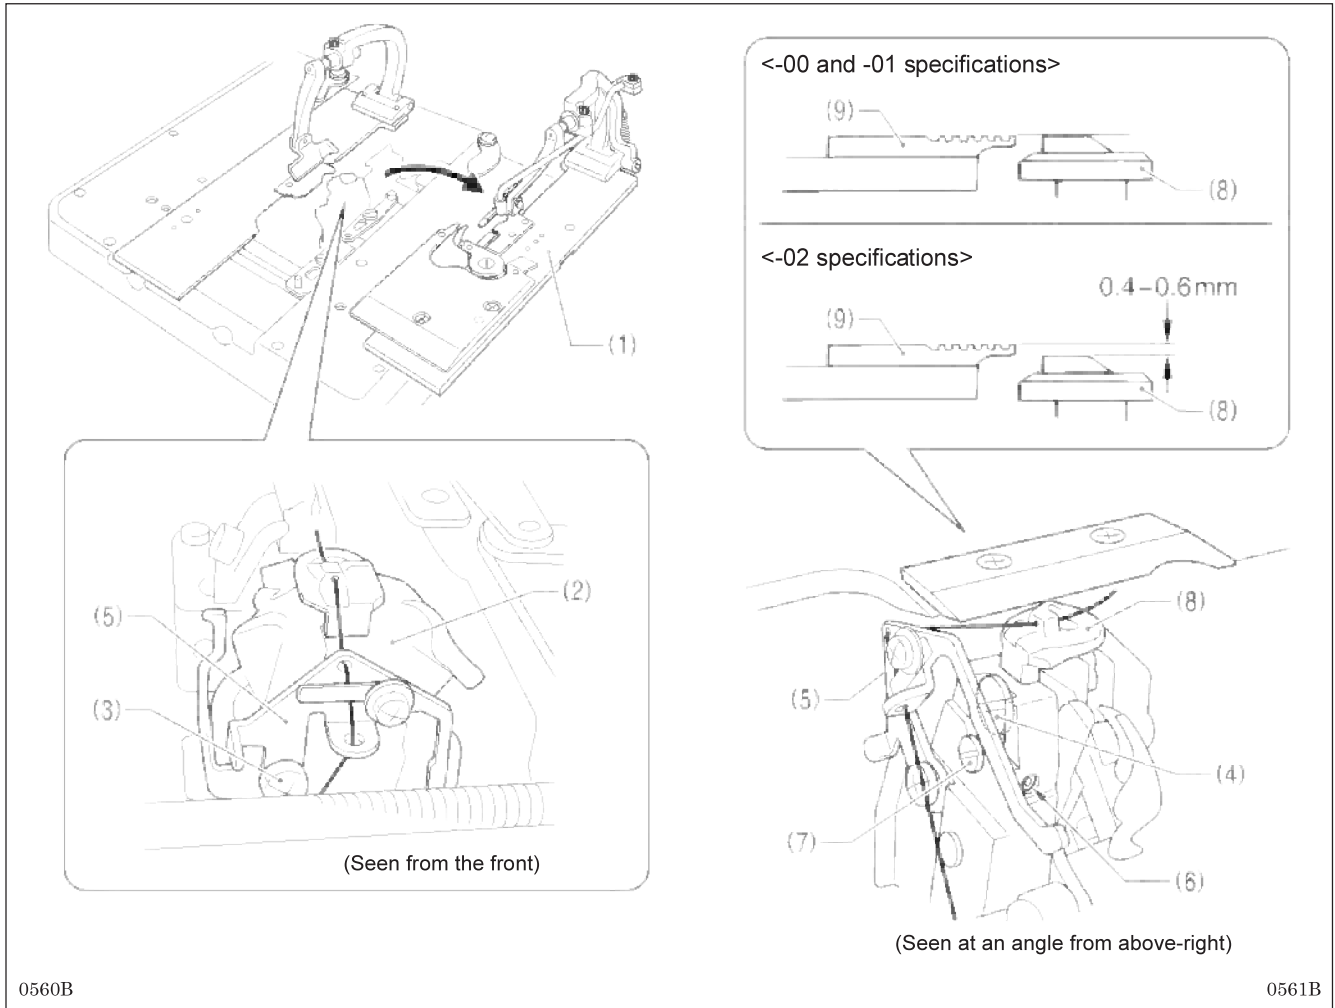 (1)
(5)
(2)
(3)
(Seen from the front)
0560B
<-00 and -01 specifications>
(9)
(8)
<-02 specifications>
0.4–0.6mm
(9)
(8)
(8)
(5)
(4)
(7)
(6)
(Seen at an angle from above-right)
0561B